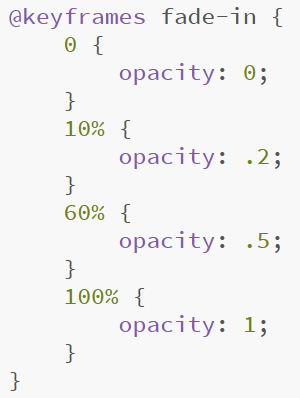 @keyframes fade-in {
    0 {
        opacity: 0;
    }
    10% {
        opacity: .2;
    }
    60% {
        opacity: .5;
    }
    100% {
        opacity: 1;
    }
}